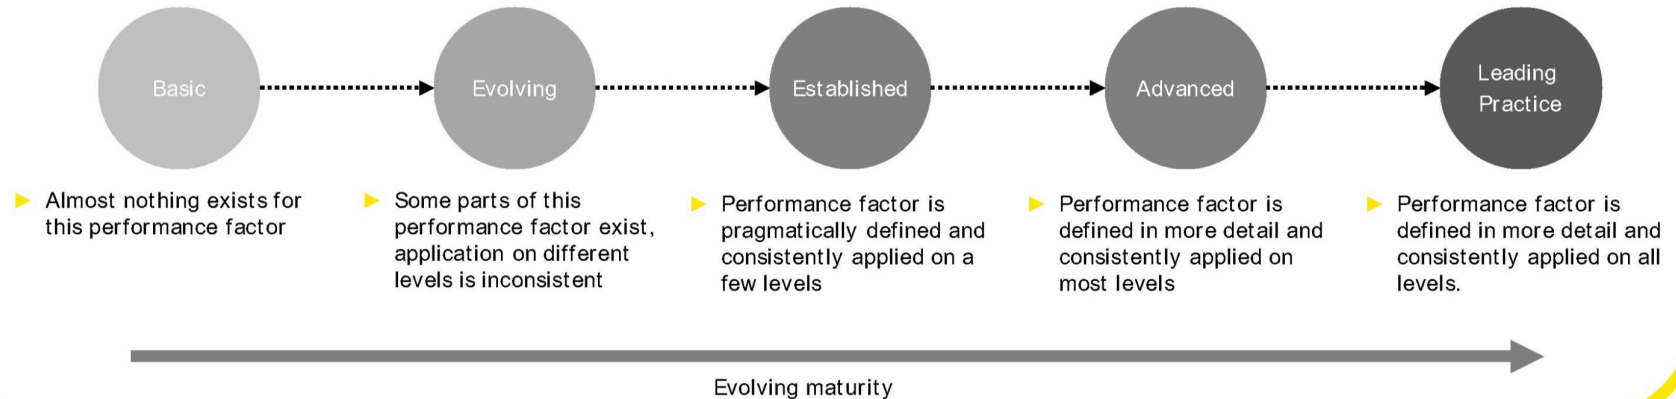 Basic
Evolving
Established
Advanced
Leading
Practice
Almost nothing exists for
this performance factor
Some parts of this
performance factor exist,
application on different
levels is inconsistent
Performance factor is
pragmatically defined and
consistently applied on a
few levels
Performance factor is
defined in more detail and
consistently applied on
most levels
Performance factor is
defined in more detail and
consistently applied on all
levels.
Evolving maturity